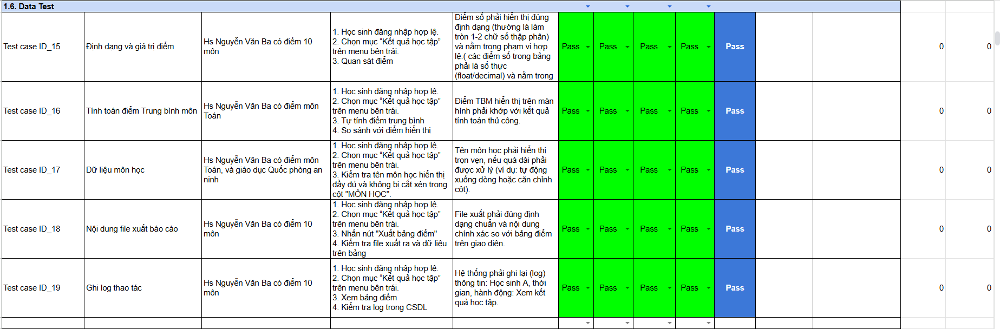 1.6. Data Test
Test case ID_15
Định dạng và giá trị điểm
Hs Nguyễn Văn Ba có điểm 10
môn
1. Học sinh đăng nhập hợp lệ.
2. Chọn mục “Kết quả học tập”
trên menu bên trái.
3. Quan sát điểm
Điểm số phải hiển thị đúng
định dạng (thường là làm
tròn 1-2 chữ số thập phân)
và nằm trong phạm vi hợp
lệ.( các điểm số trong bảng
phải là số thực
(float/decimal) và nằm trong
Pass
Pass
Pass
Pass
Pass
0
0
Test case ID_16
Tính toán điểm Trung bình môn
Hs Nguyễn Văn Ba có điểm môn
Toán
1. Học sinh đăng nhập hợp lệ.
2. Chọn mục “Kết quả học tập”
trên menu bên trái.
3. Tự tính điểm trung bình
4. So sánh với điểm hiển thị
Điểm TBM hiển thị trên màn
hình phải khớp với kết quả
tính toán thủ công.
Pass
Pass
Pass
Pass
Pass
0
0
Test case ID_17
Dữ liệu môn học
Hs Nguyễn Văn Ba có điểm môn
Toán, và giáo dục Quốc phòng an
ninh
1. Học sinh đăng nhập hợp lệ.
2. Chọn mục “Kết quả học tập”
trên menu bên trái.
3. Kiểm tra tên môn học hiển thị
đầy đủ và không bị cắt xén trong
cột "MÔN HỌC".
Tên môn học phải hiển thị
trọn vẹn, nếu quá dài phải
được xử lý (ví dụ: tự động
xuống dòng hoặc căn chỉnh
cột).
Pass
Pass
Pass
Pass
Pass
0
0
Test case ID_18
Nội dung file xuất báo cáo
Hs Nguyễn Văn Ba có điểm 10
môn
1. Học sinh đăng nhập hợp lệ.
2. Chọn mục “Kết quả học tập”
trên menu bên trái.
3. Nhấn nút "Xuất bảng điểm"
4. Kiểm tra file xuất ra và dữ liệu
trên bảng
File xuất phải đúng định
dạng chuẩn và nội dung
chính xác so với bảng điểm
trên giao diện.
Pass
Pass
Pass
Pass
Pass
0
0
Test case ID_19
Ghi log thao tác
Hs Nguyễn Văn Ba có điểm 10
môn
1. Học sinh đăng nhập hợp lệ.
2. Chọn mục “Kết quả học tập”
trên menu bên trái.
3. Xem bảng điểm
4. Kiểm tra log trong CSDL
Hệ thống phải ghi lại (log)
thông tin: Học sinh A, thời
gian, hành động: Xem kết
quả học tập.
Pass
Pass
Pass
Pass
Pass
0
0